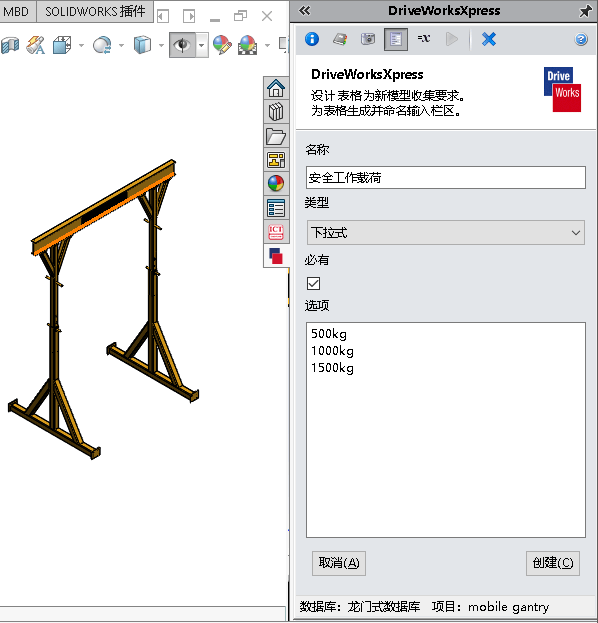 MBD
SOLIDWORKS 插件
DriveWorksXpress
=x
DriveWorksXpress
设计表格为新模型收集要求。
为表格生成并命名输入栏区。
Drive
Works
名称
安全工作载荷
类型
下拉式
必有
选项
500kg
1000kg
1500kg
ICT
取消(A)
创建(C)
数据库：龙门式数据库 项目：mobile gantry